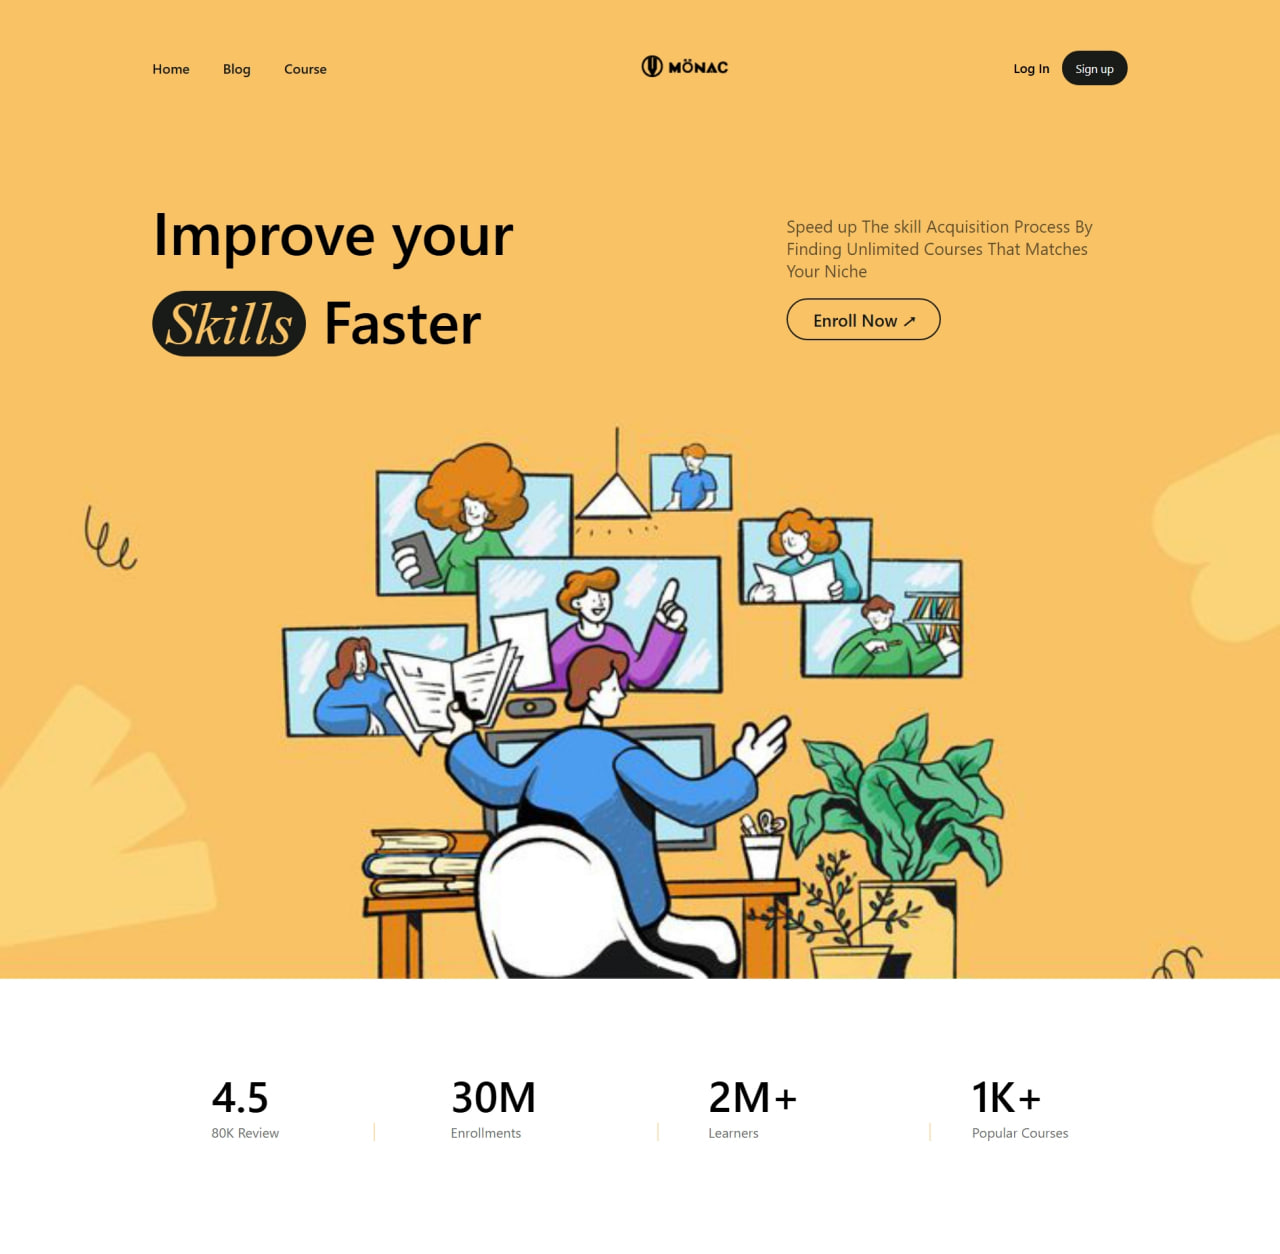 Home Blog Course MÖNAC Log In Sign up
Improve your
Skills Faster
Speed up The skill Acquisition Process By
Finding Unlimited Courses That Matches
Your Niche
Enroll Now ↗
4.5
80K Review
30M
Enrollments
2M+
Learners
1K+
Popular Courses